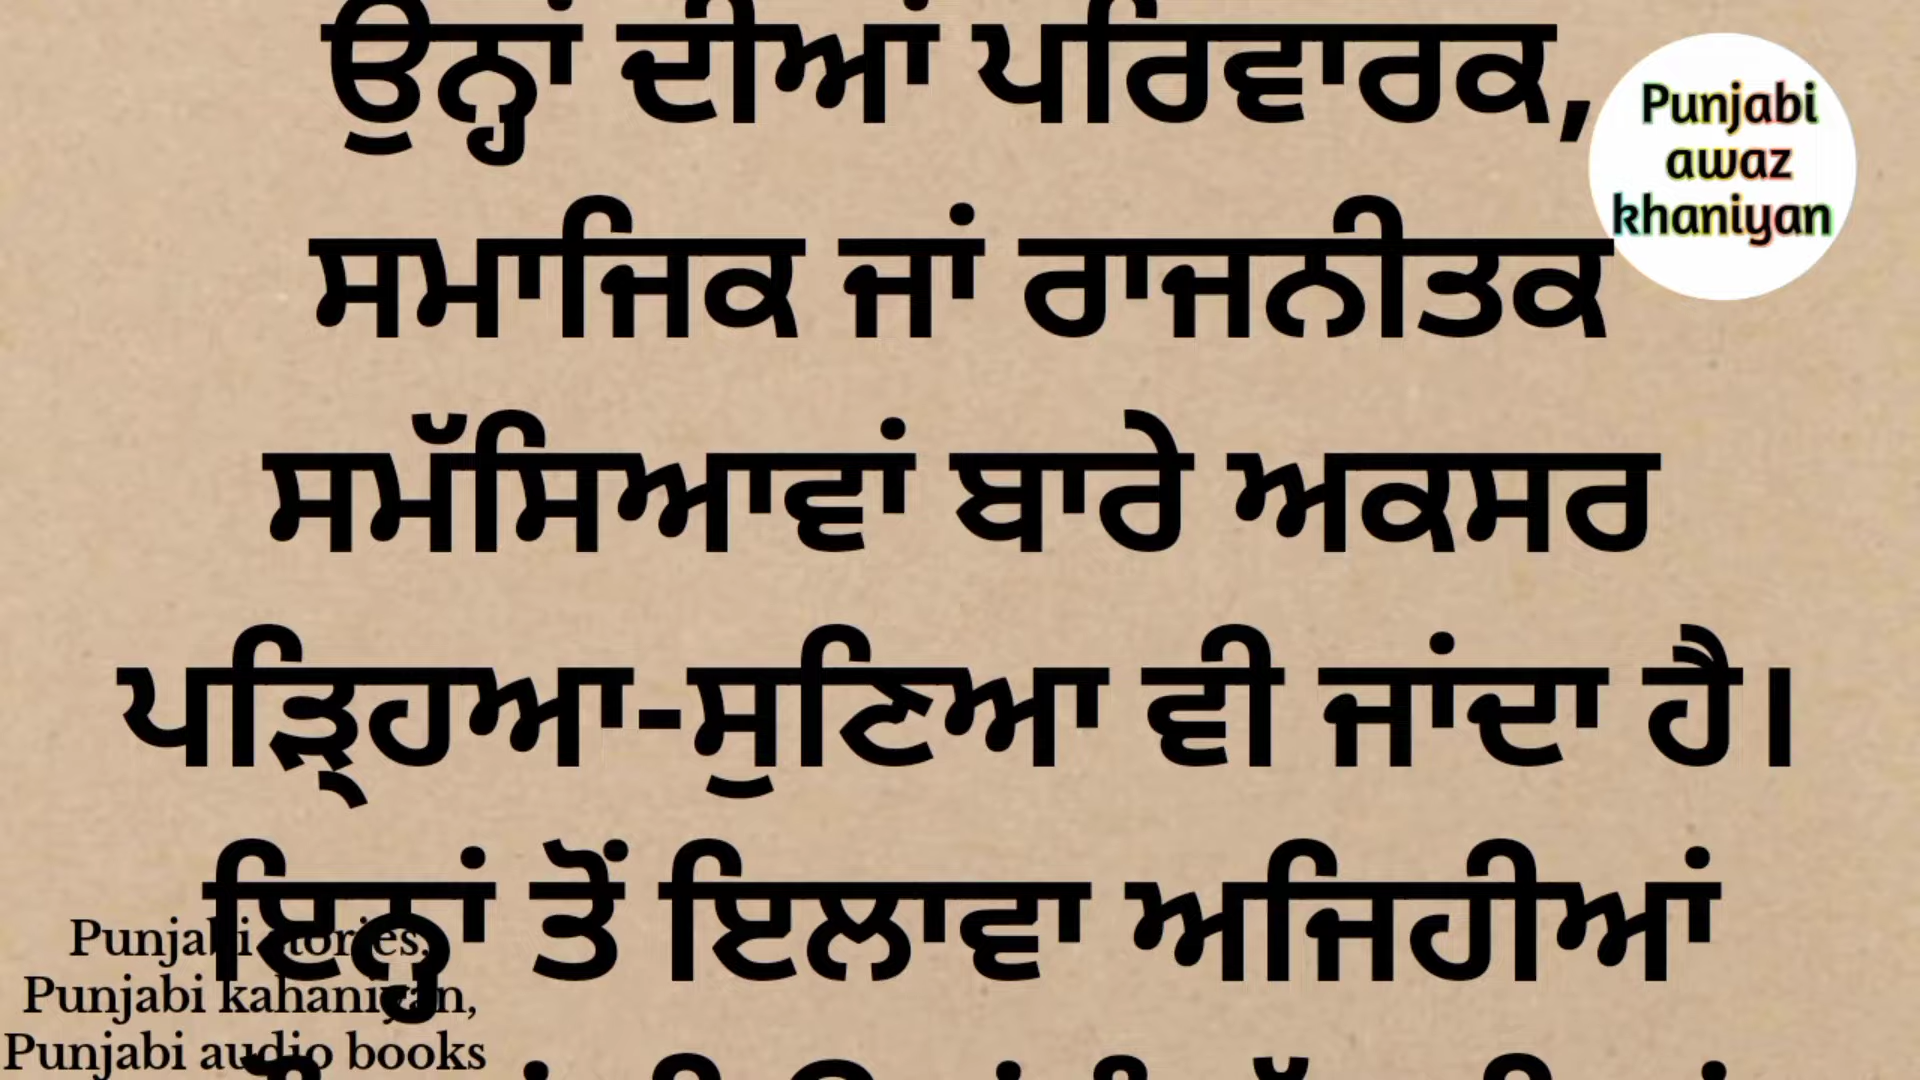 ਉਨ੍ਹਾਂ ਦੀਆਂ ਪਰਿਵਾਰਕ,
ਸਮਾਜਿਕ ਜਾਂ ਰਾਜਨੀਤਕ
ਸਮੱਸਿਆਵਾਂ ਬਾਰੇ ਅਕਸਰ
ਪੜ੍ਹਿਆ-ਸੁਣਿਆ ਵੀ ਜਾਂਦਾ ਹੈ।
ਇਨ੍ਹਾਂ ਤੋਂ ਇਲਾਵਾ ਅਜਿਹੀਆਂ
Punjabi
awaz
khaniyan
Punjabi stories,
Punjabi kahaniyan,
Punjabi audio books